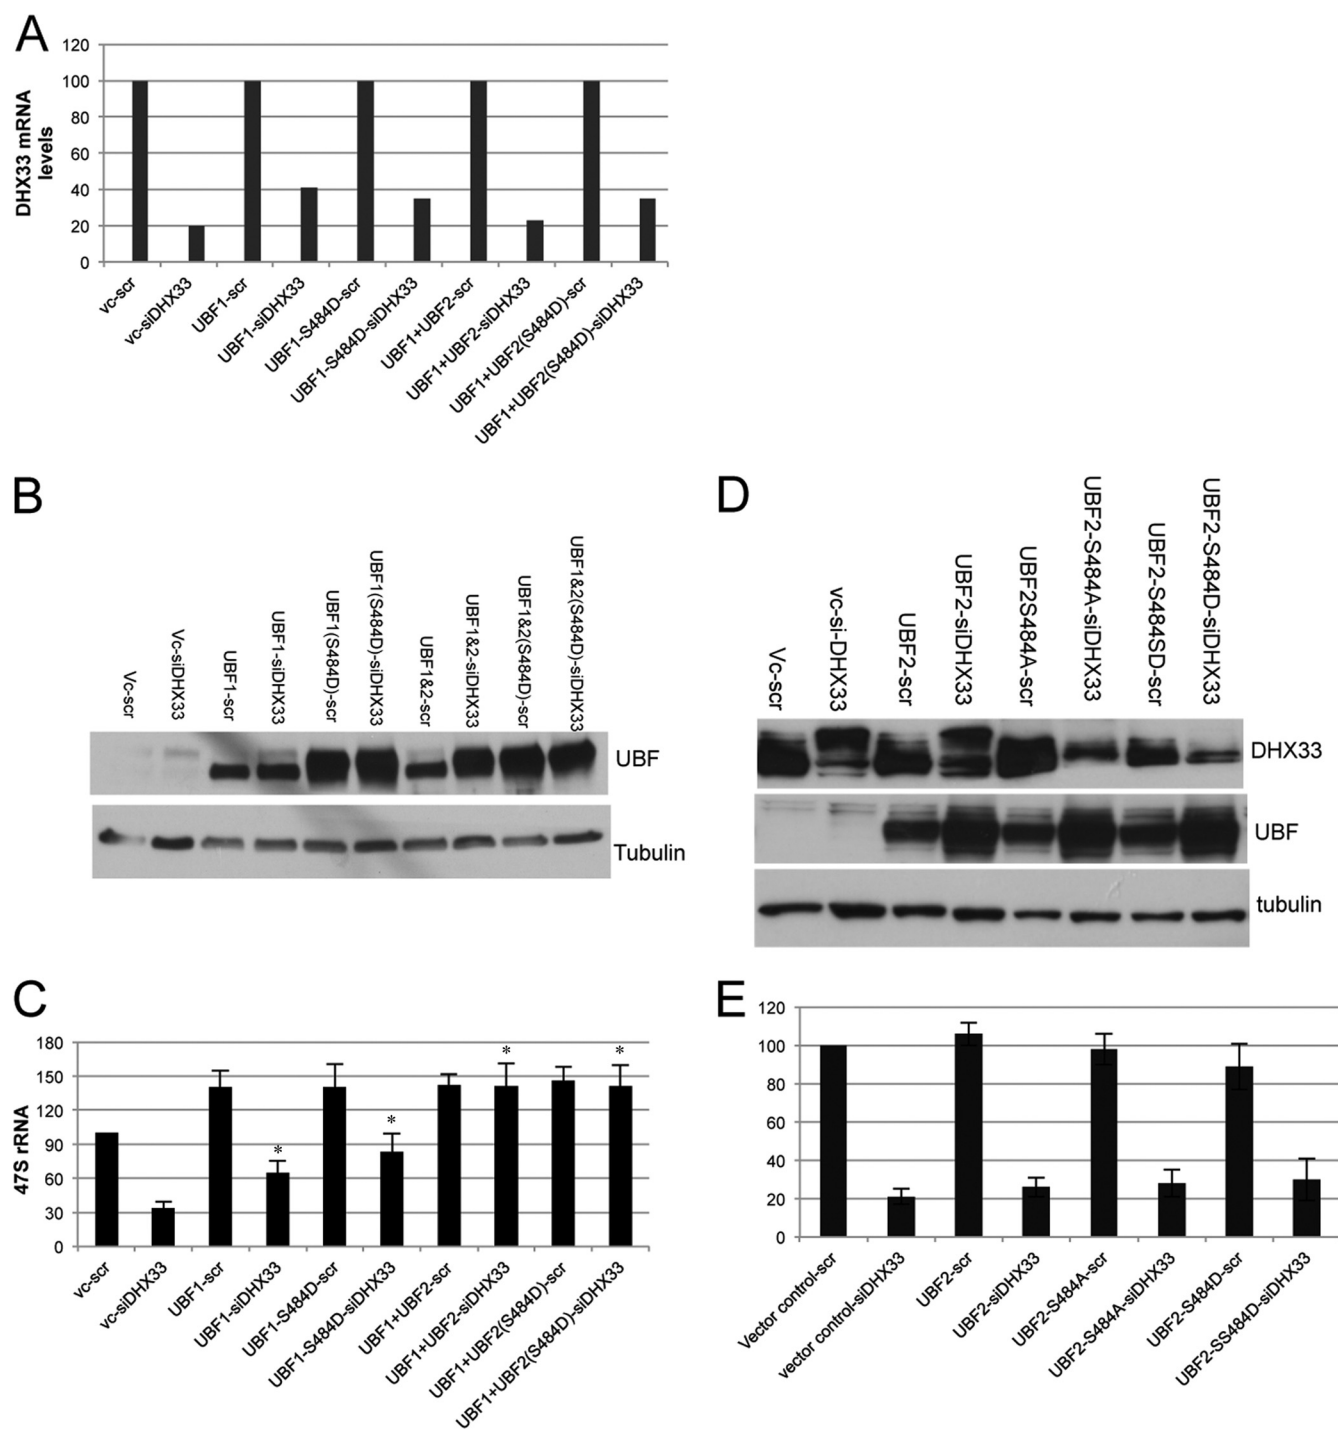 A
DHX33 mRNA
levels
120
100
80
60
40
20
0
vc-scr
vc-siDHX33
UBF1-scr
UBF1-siDHX33
UBF1-S484D-scr
UBF1-S484D-siDHX33
UBF1+UBF2-scr
UBF1+UBF2-siDHX33
UBF1+UBF2(S484D)-scr
UBF1+UBF2(S484D)-siDHX33
B
Vc-scr
Vc-siDHX33
UBF1-scr
UBF1-siDHX33
UBF1(S484D)-scr
UBF1(S484D)-siDHX33
UBF1&2-scr
UBF1&2-siDHX33
UBF1&2(S484D)-scr
UBF1&2(S484D)-siDHX33
UBF
Tubulin
D
Vc-scr
vc-si-DHX33
UBF2-scr
UBF2-siDHX33
UBF2S484A-scr
UBF2-S484A-siDHX33
UBF2-S484SD-scr
UBF2-S484D-siDHX33
DHX33
UBF
tubulin
C
47S rRNA
180
150
120
90
60
30
0
*
*
*
*
vc-scr
vc-siDHX33
UBF1-scr
UBF1-siDHX33
UBF1-S484D-scr
UBF1-S484D-siDHX33
UBF1+UBF2-scr
UBF1+UBF2-siDHX33
UBF1+UBF2(S484D)-scr
UBF1+UBF2(S484D)-siDHX33
E
120
100
80
60
40
20
0
Vector control-scr
vector control-siDHX33
UBF2-scr
UBF2-siDHX33
UBF2-S484A-scr
UBF2-S484A-siDHX33
UBF2-S484D-scr
UBF2-SS484D-siDHX33